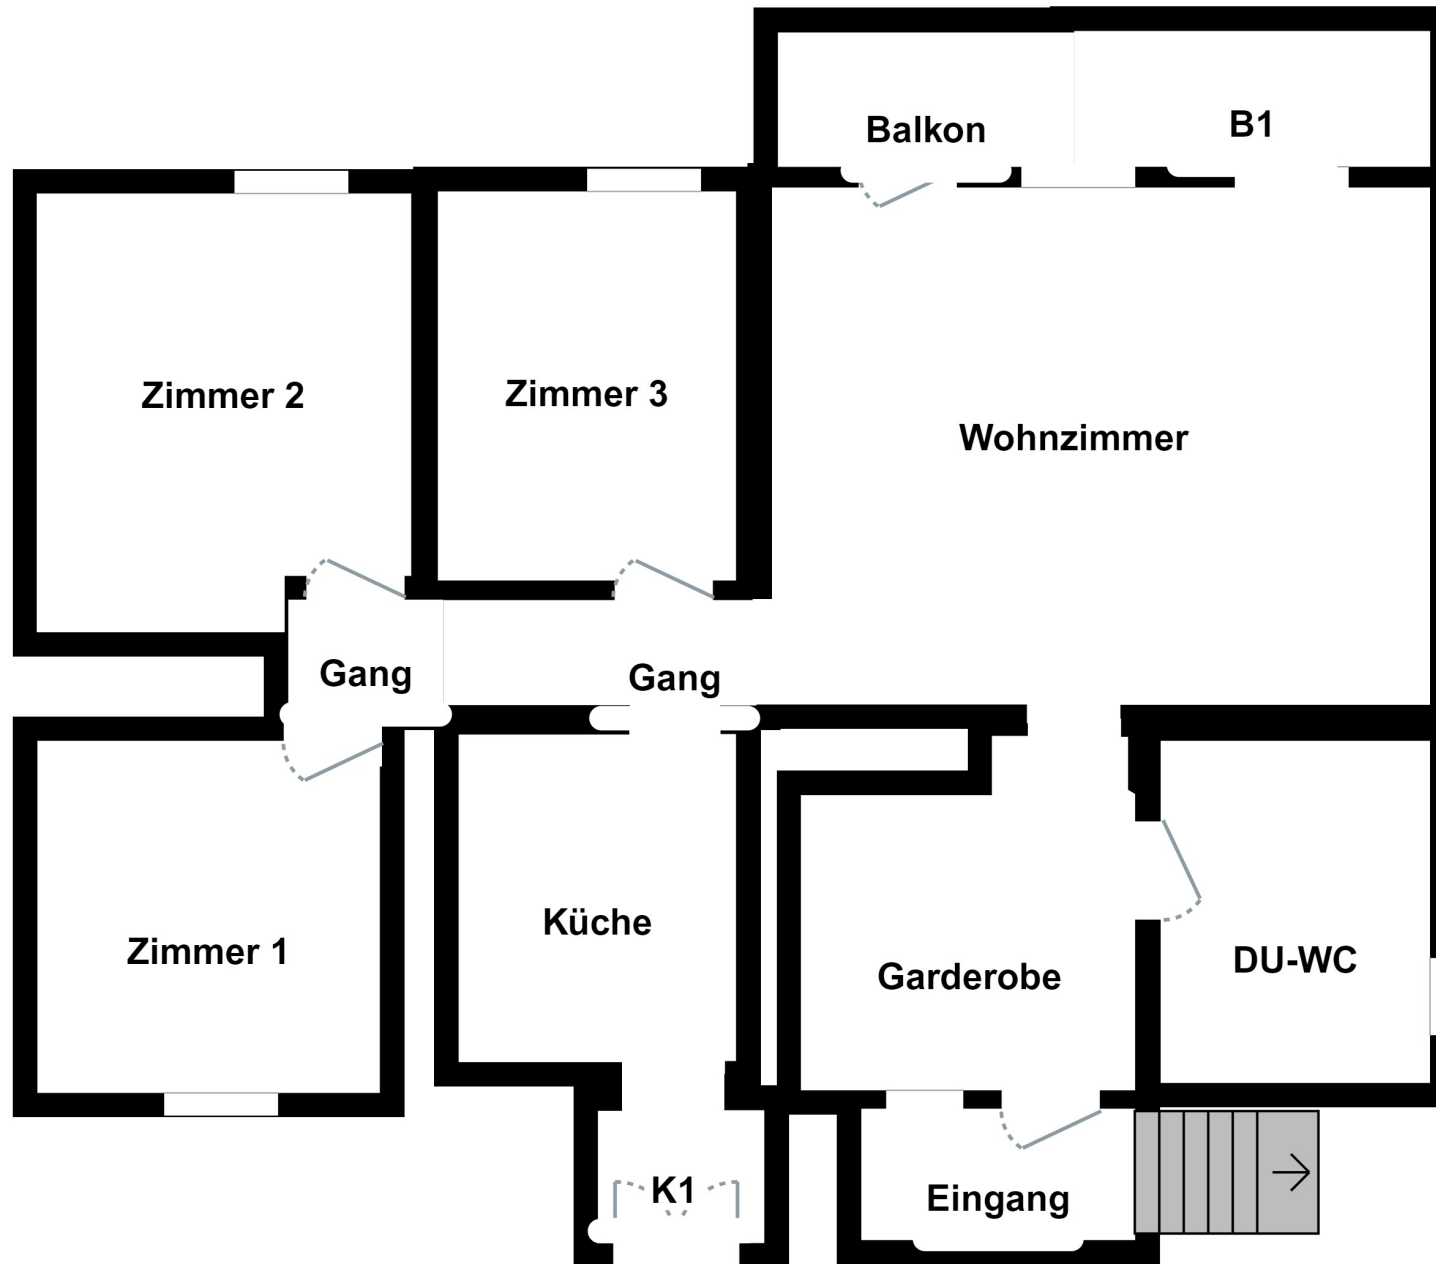 Balkon
B1
Zimmer 2
Zimmer 3
Wohnzimmer
Gang
Gang
Zimmer 1
Küche
Garderobe
DU-WC
K1
Eingang